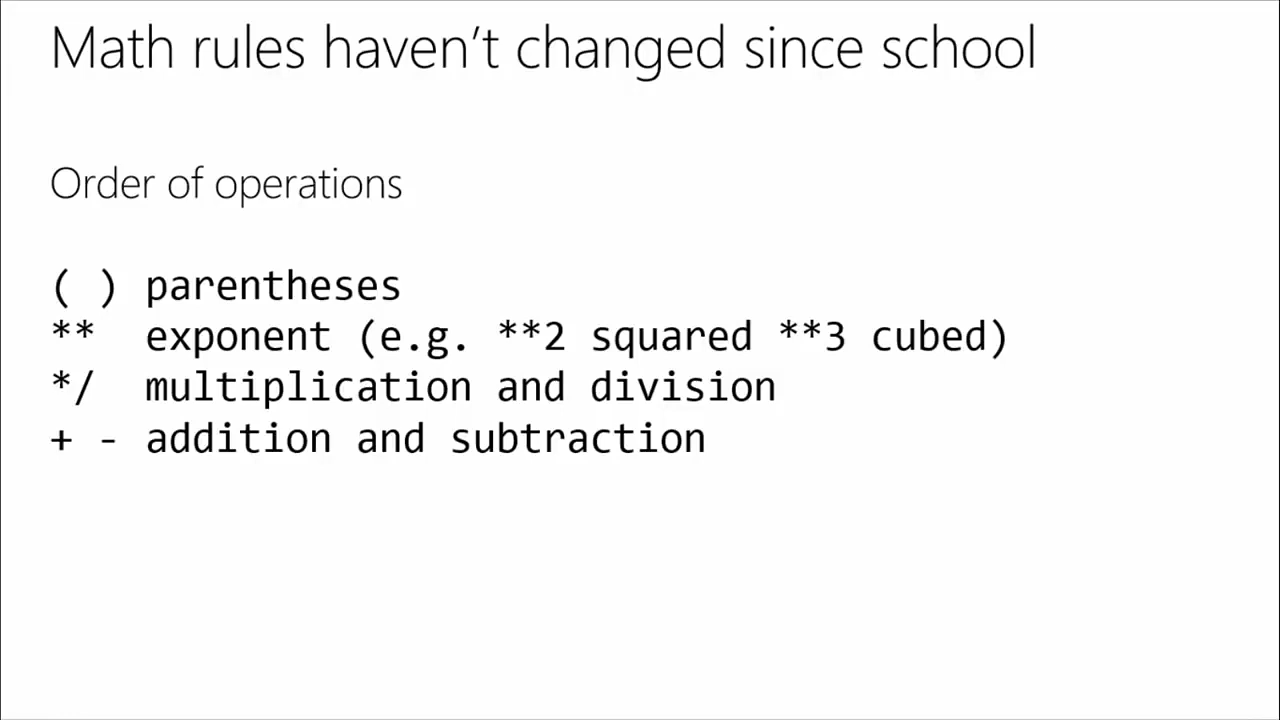 Math rules haven’t changed since school
Order of operations
( ) parentheses
** exponent (e.g. **2 squared **3 cubed)
*/ multiplication and division
+ - addition and subtraction